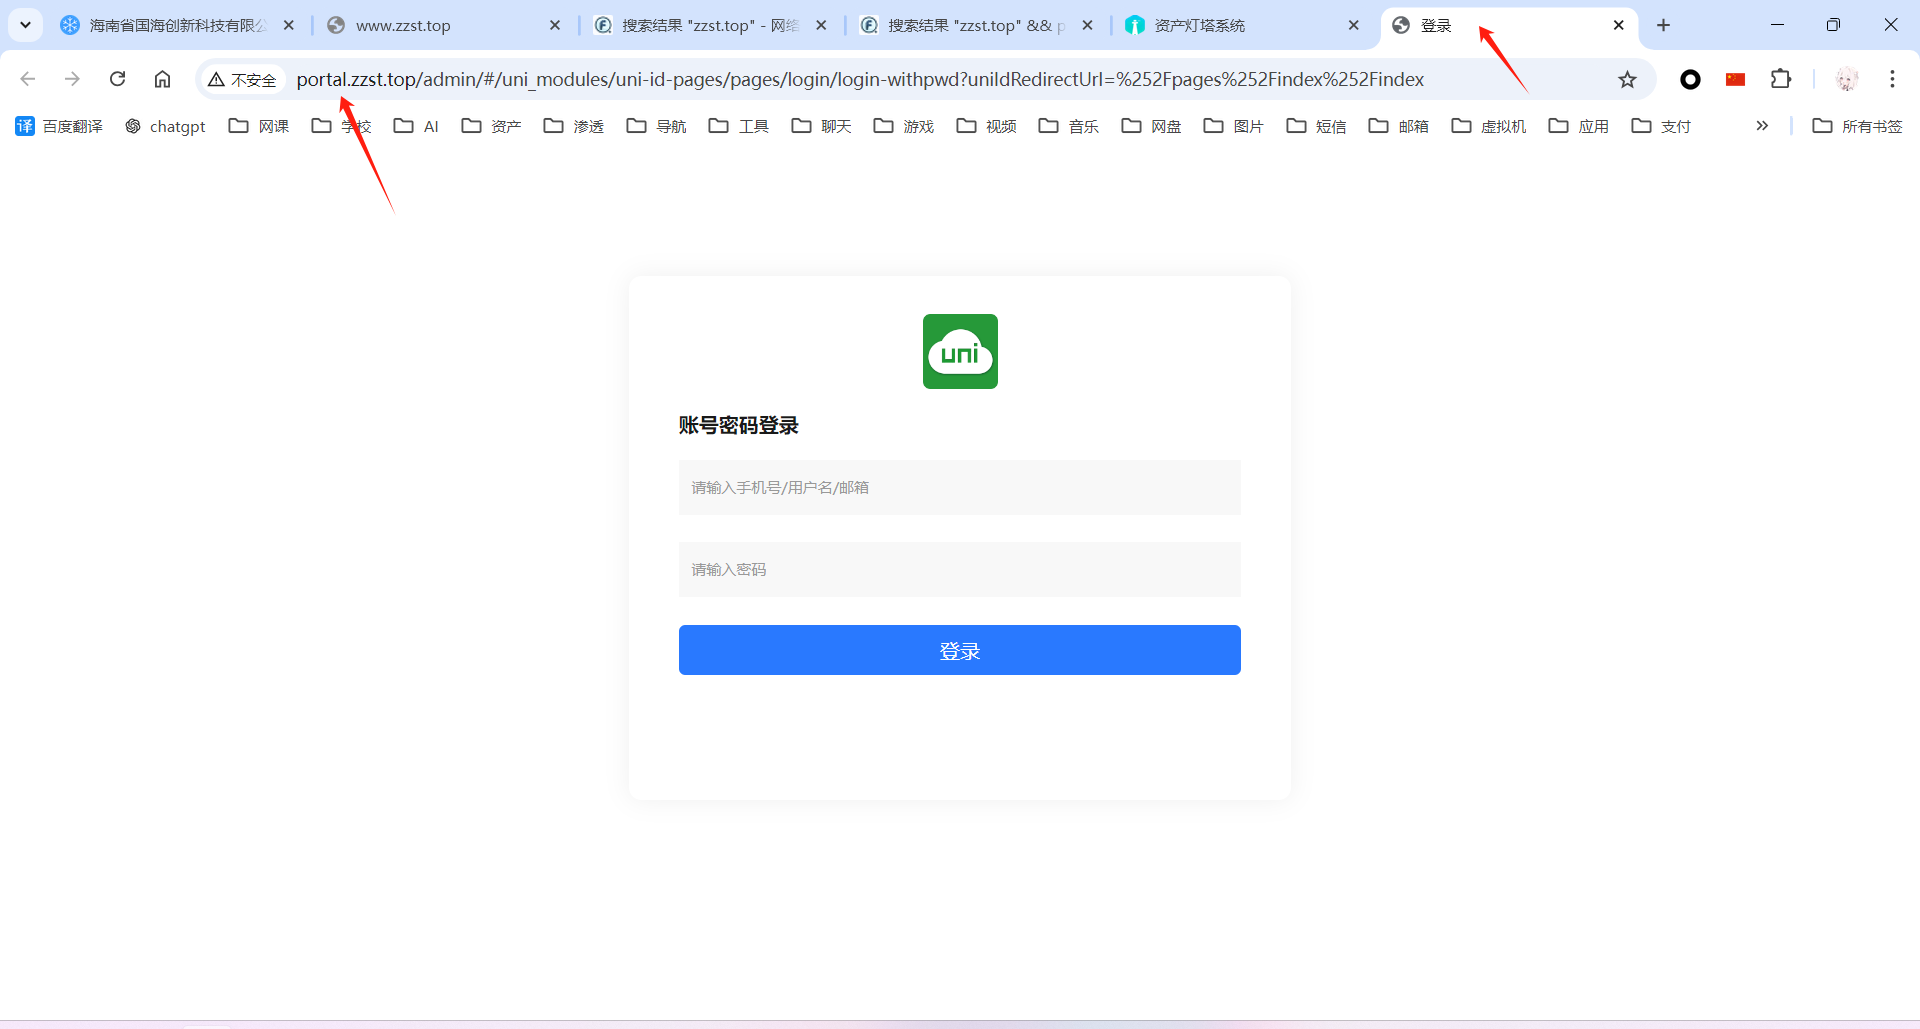 海南省国海创新科技有限公
www.zzst.top
搜索结果 "zzst.top" - 网络
搜索结果 "zzst.top" && p
资产灯塔系统
登录
不安全
portal.zzst.top/admin/#/uni_modules/uni-id-pages/pages/login/login-withpwd?uniIdRedirectUrl=%252Fpages%252Findex%252Findex
译 百度翻译
chatgpt
网课
学校
AI
资产
渗透
导航
工具
聊天
游戏
视频
音乐
网盘
图片
短信
邮箱
虚拟机
应用
支付
»
所有书签
uni
账号密码登录
请输入手机号/用户名/邮箱
请输入密码
登录